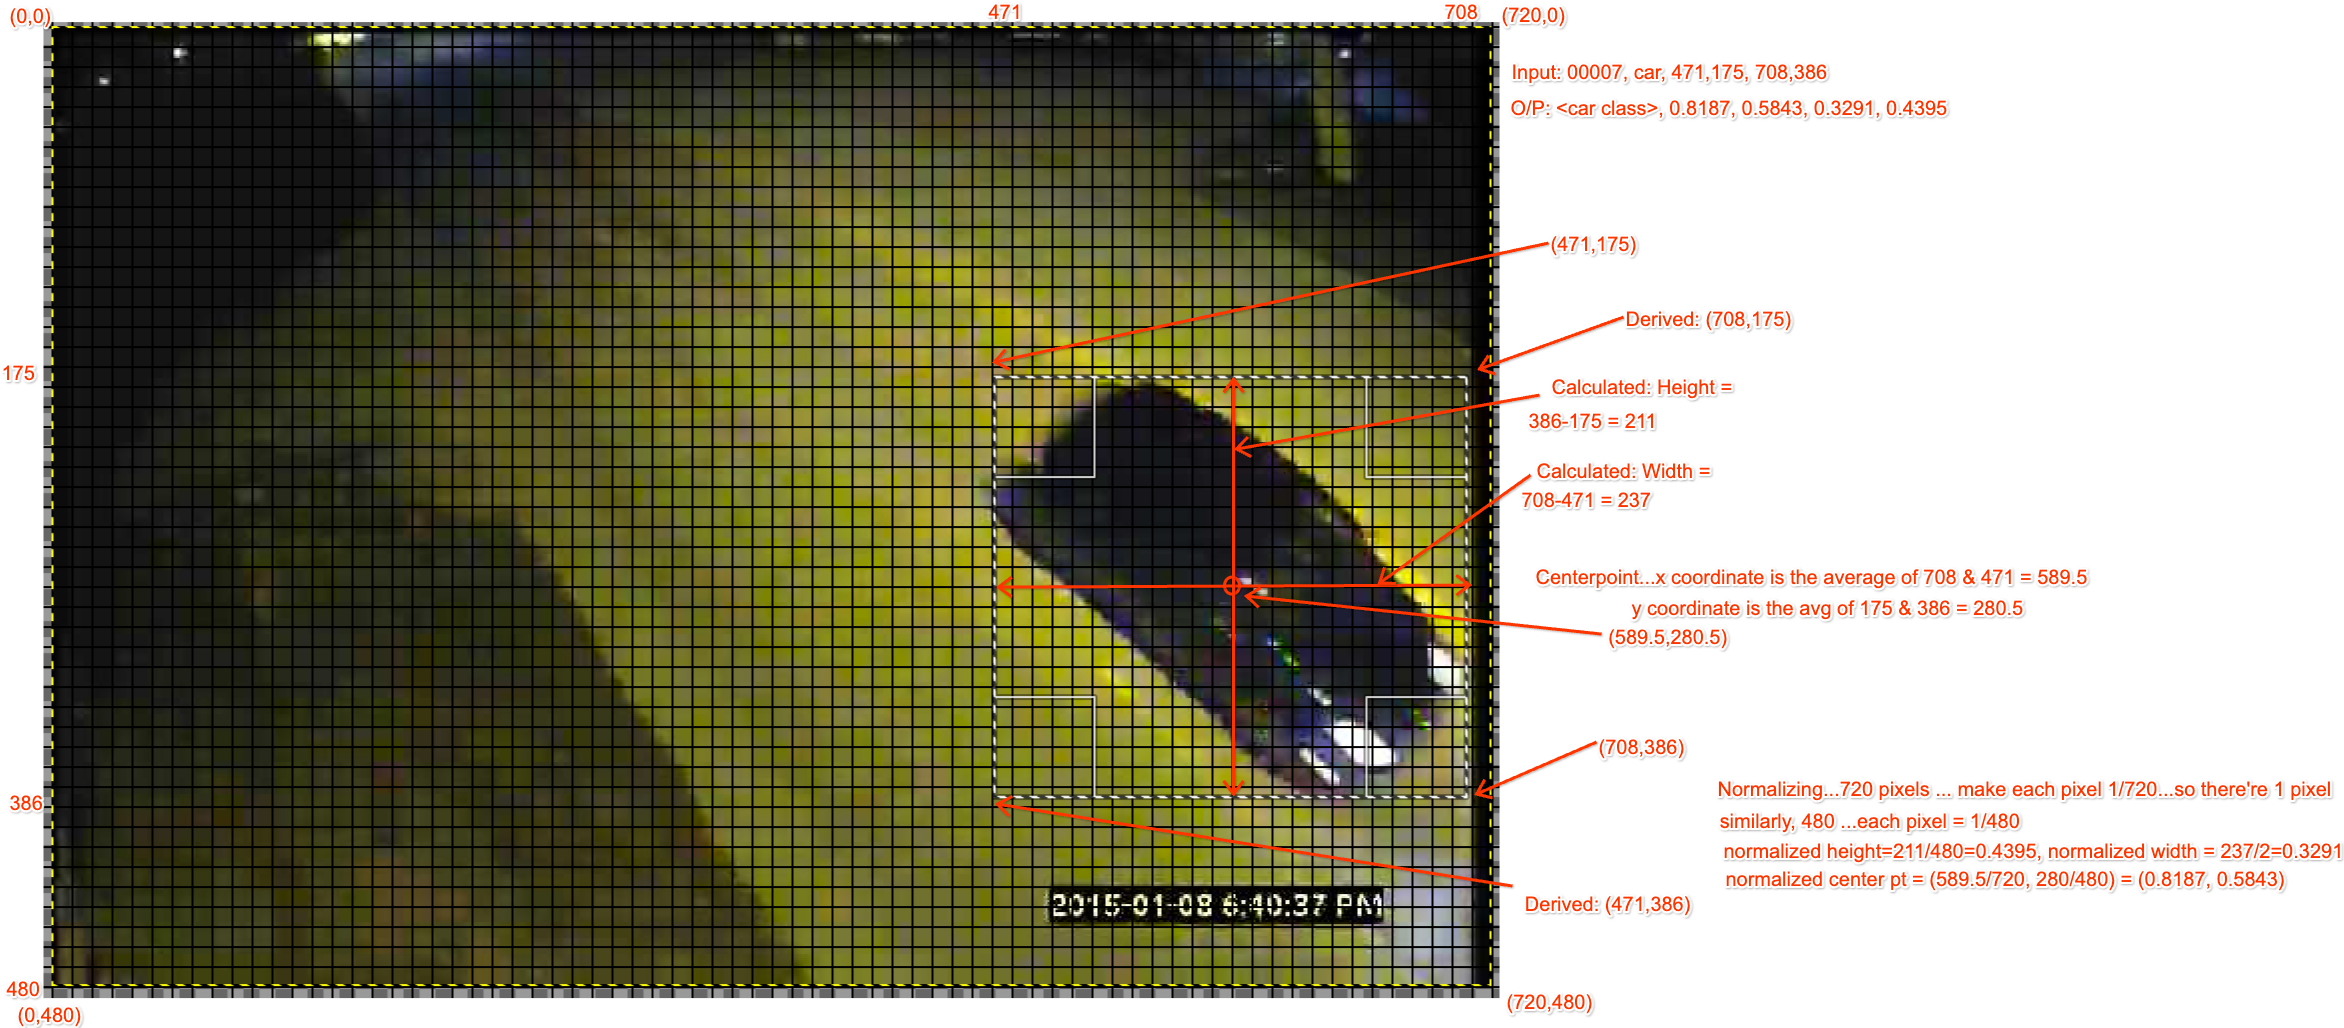 (0,0)
471
708
(720,0)
Input: 00007, car, 471,175, 708,386
O/P: <car class>, 0.8187, 0.5843, 0.3291, 0.4395
(471,175)
Derived: (708,175)
175
Calculated: Height =
386-175 = 211
Calculated: Width =
708-471 = 237
Centerpoint...x coordinate is the average of 708 & 471 = 589.5
y coordinate is the avg of 175 & 386 = 280.5
(589.5,280.5)
(708,386)
Normalizing...720 pixels ... make each pixel 1/720...so there're 1 pixel
386
similarly, 480 ...each pixel = 1/480
normalized height=211/480=0.4395, normalized width = 237/2=0.3291
normalized center pt = (589.5/720, 280/480) = (0.8187, 0.5843)
2015-01-08 6:40:37 PM
Derived: (471,386)
480
(0,480)
(720,480)